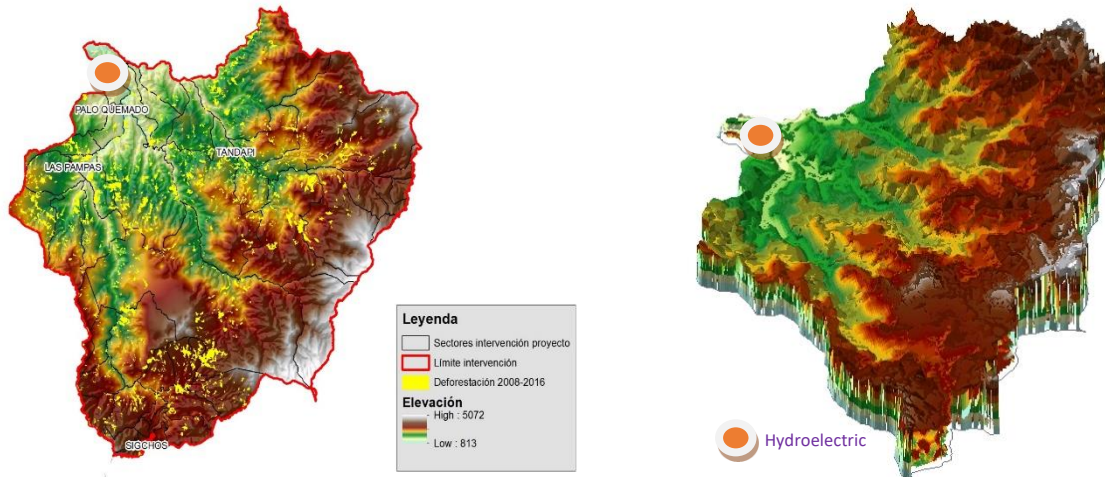 PALO QUEMADO
TANDAPI
LAS PAMPAS
SIGCHOS
Leyenda
Sectores intervención proyecto
Límite intervención
Deforestación 2008-2016
Elevación
High : 5072
Low : 813
Hydroelectric